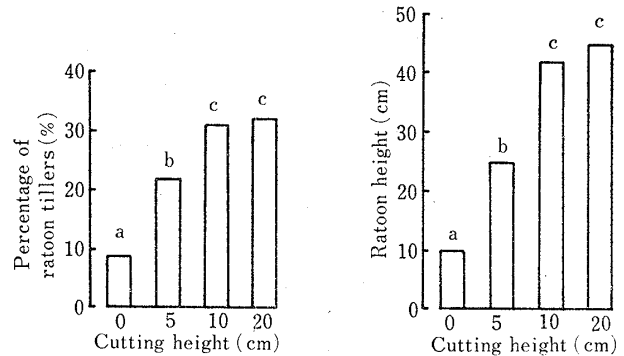 Percentage of
ratoon tillers (%)
40
30
20
10
0
a
b
c
c
0 5 10 20
Cutting height (cm)
Ratoon height (cm)
50
40
30
20
10
0
a
b
c
c
0 5 10 20
Cutting height (cm)